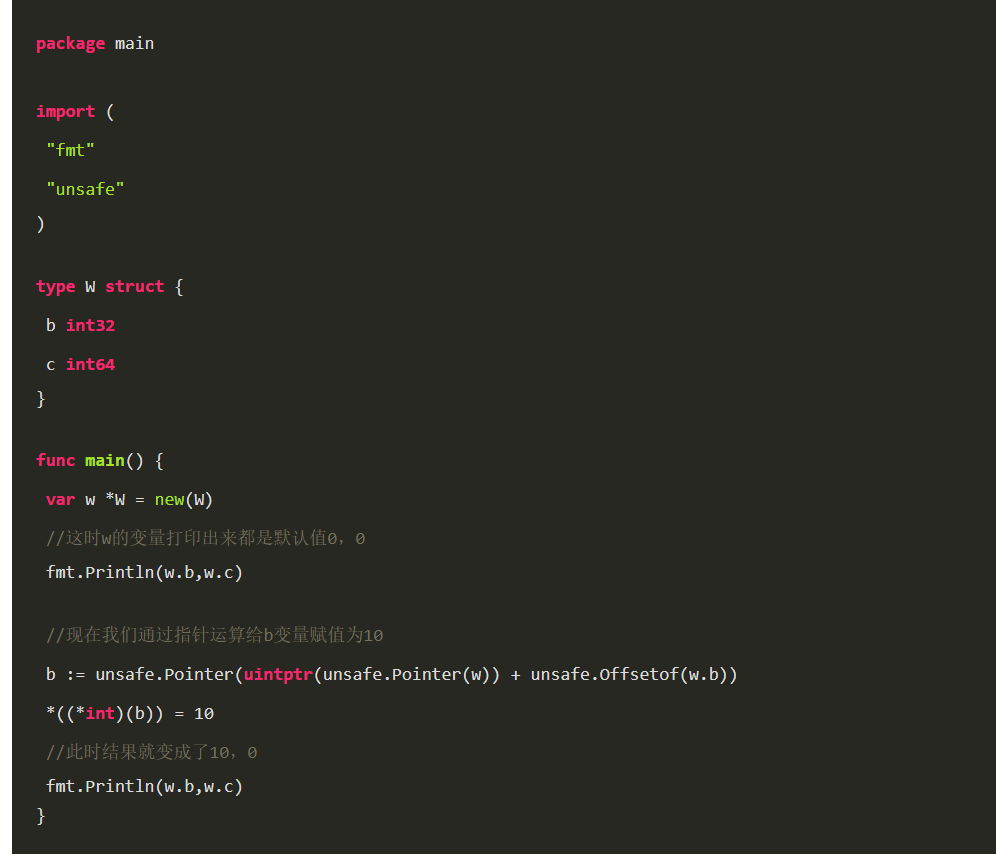 package main
import (
"fmt"
"unsafe"
)
type W struct {
b int32
c int64
}
func main() {
var w *W = new(W)
//这时w的变量打印出来都是默认值0，0
fmt.Println(w.b,w.c)
//现在我们通过指针运算给b变量赋值为10
b := unsafe.Pointer(uintptr(unsafe.Pointer(w)) + unsafe.Offsetof(w.b))
*((*int)(b)) = 10
//此时结果就变成了10，0
fmt.Println(w.b,w.c)
}